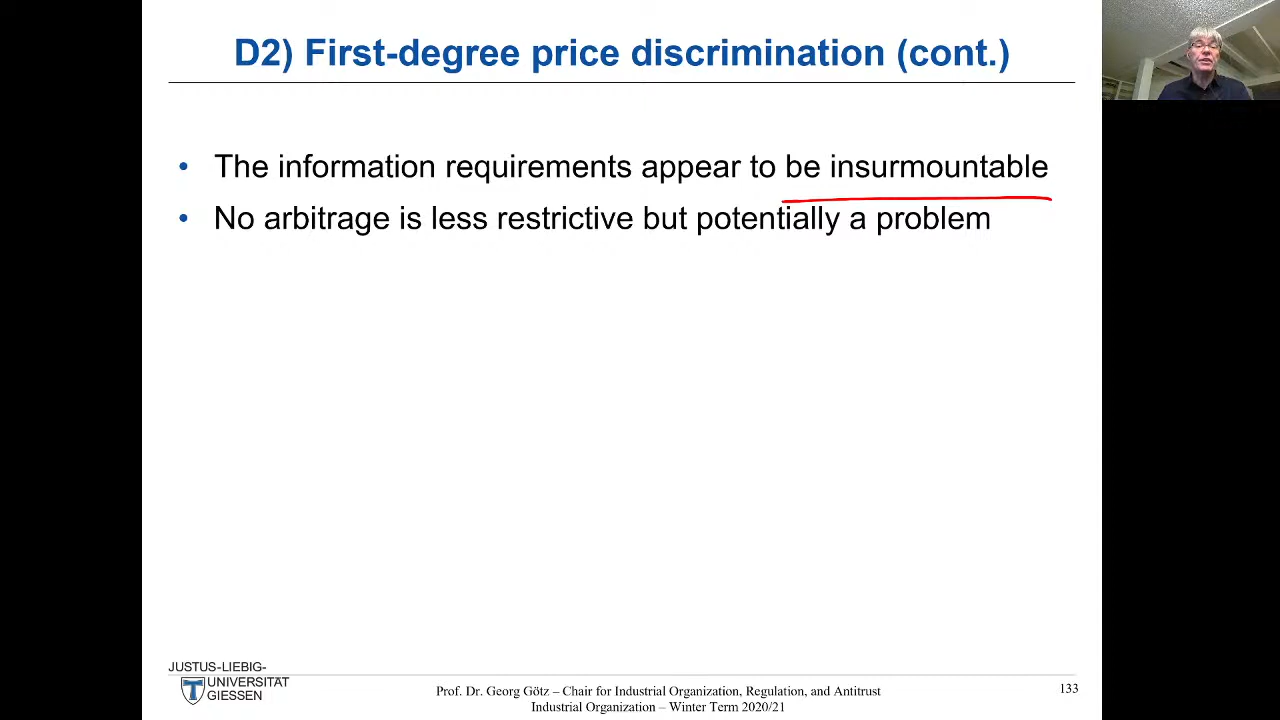 D2) First-degree price discrimination (cont.)
• The information requirements appear to be insurmountable
• No arbitrage is less restrictive but potentially a problem
JUSTUS-LIEBIG-
UNIVERSITÄT
GIESSEN
Prof. Dr. Georg Götz – Chair for Industrial Organization, Regulation, and Antitrust
Industrial Organization – Winter Term 2020/21
133